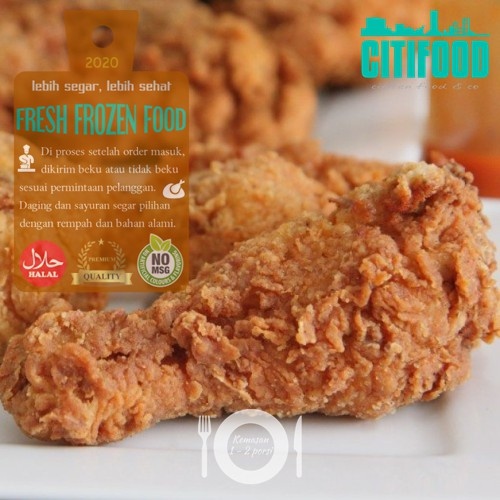 2020
lebih segar, lebih sehat
FRESH FROZEN FOOD
Di proses setelah order masuk,
dikirim beku atau tidak beku
sesuai permintaan pelanggan.
Daging dan sayuran segar pilihan
dengan rempah dan bahan alami.
حلال
HALAL
PREMIUM
QUALITY
NO
MSG
CITIFOOD
Kemasan
1 - 2 porsi